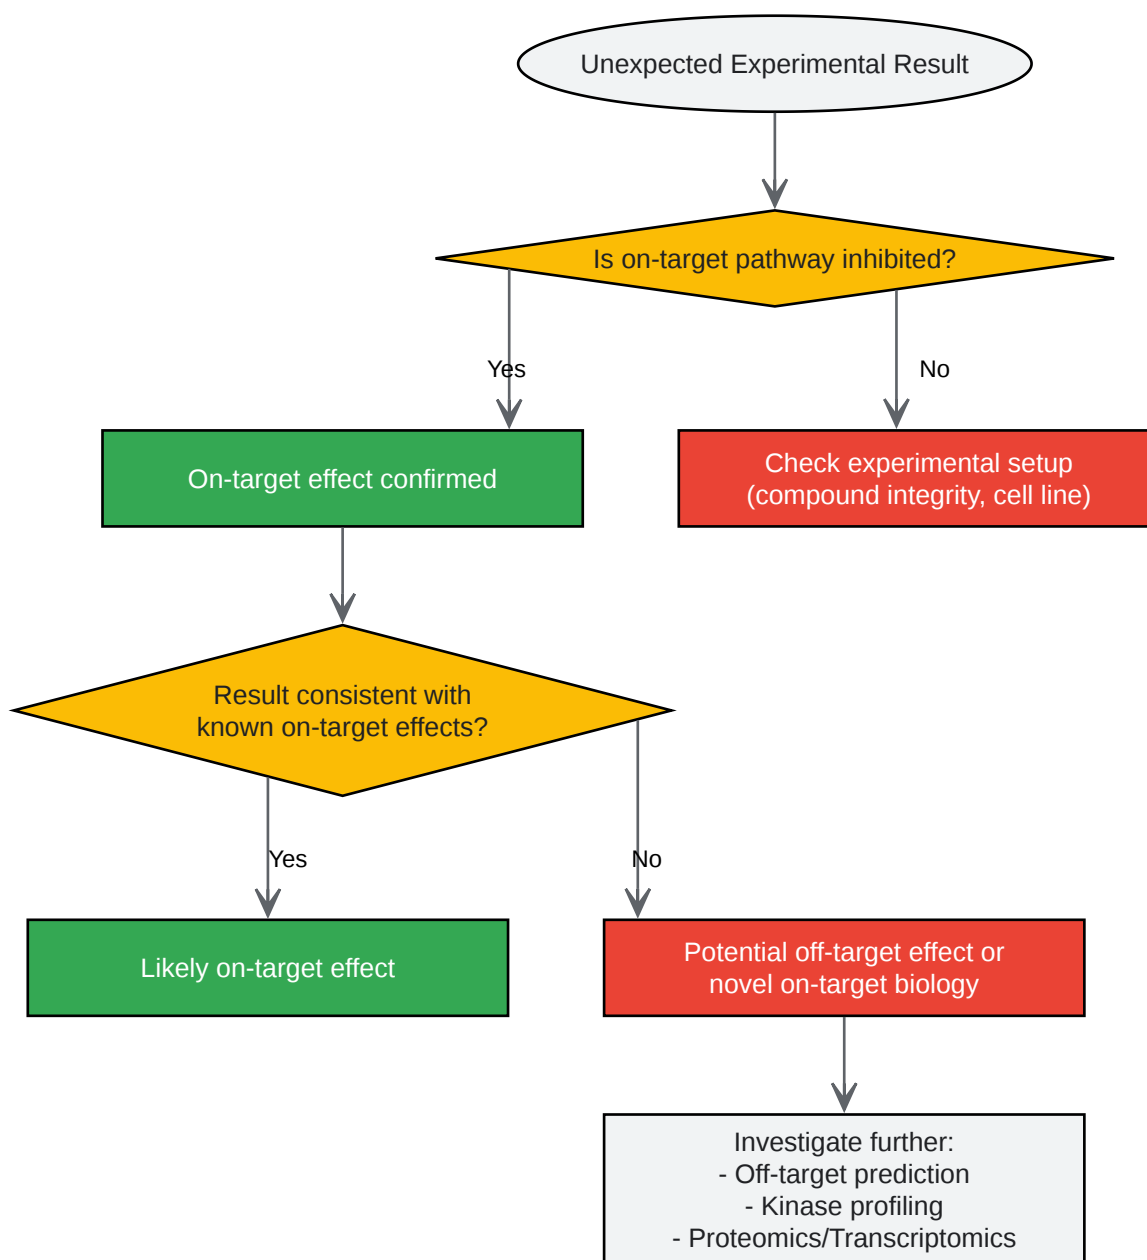 Unexpected Experimental Result
Is on-target pathway inhibited?
Yes
No
On-target effect confirmed
Check experimental setup
(compound integrity, cell line)
Result consistent with
known on-target effects?
Yes
No
Likely on-target effect
Potential off-target effect or
novel on-target biology
Investigate further:
- Off-target prediction
- Kinase profiling
- Proteomics/Transcriptomics